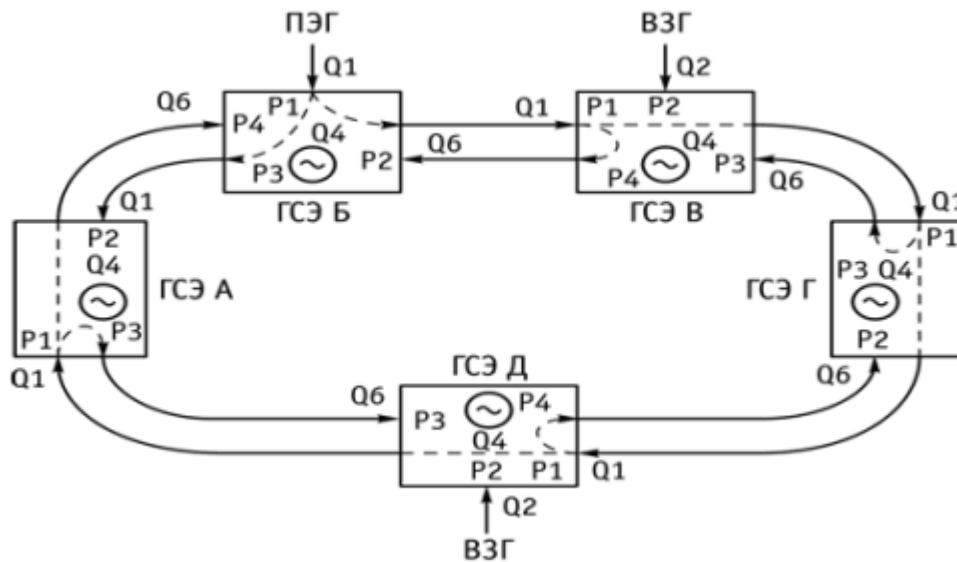 ПЭГ ВЗГ
Q1 Q2
Q6 P1 Q1 P1 P2
P4 Q4 Q6 Q4
P3 P2 P4 P3 Q6
Q1 ГСЭ Б ГСЭ В Q1
P2 P1
Q4 ГСЭ А ГСЭ Г P3 Q4
P1 P3 P2
Q1 ГСЭ Д Q6
Q6 P3 P4
Q4
P2 P1 Q1
Q2
ВЗГ